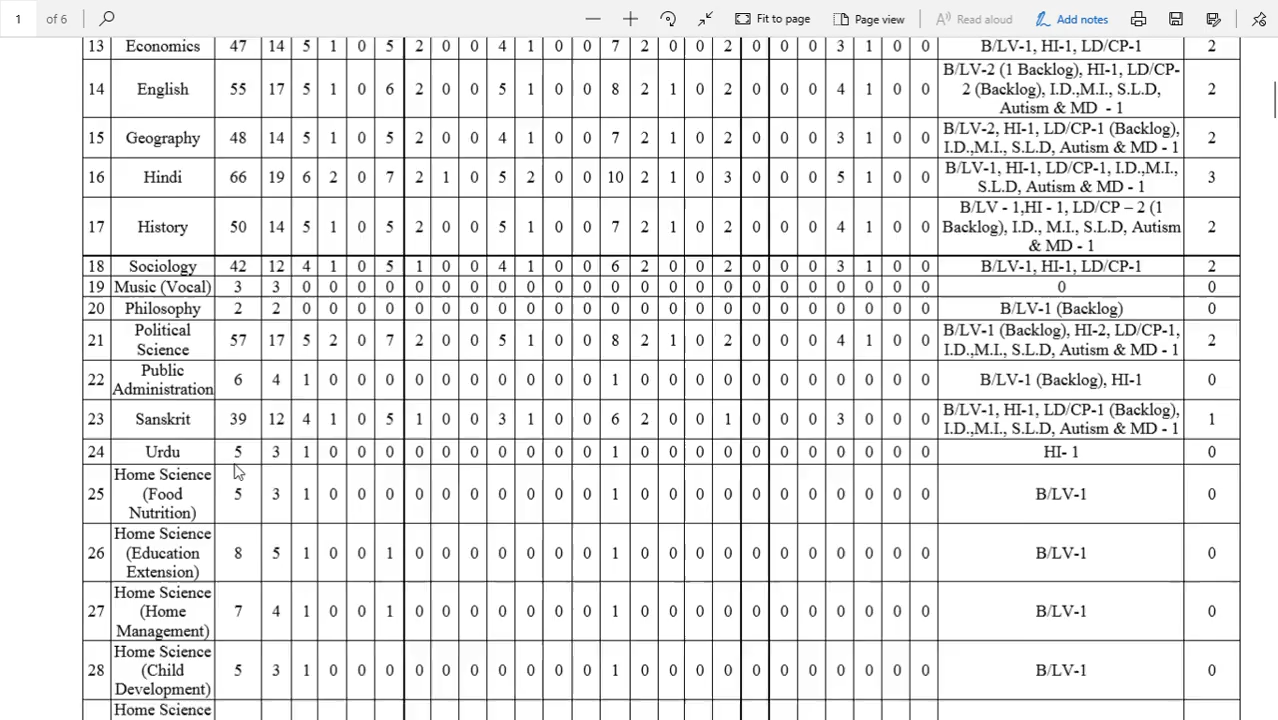 1 of 6 Fit to page Page view Read aloud Add notes
13 Economics 47 14 5 1 0 5 2 0 0 4 1 0 0 7 2 0 0 2 0 0 0 3 1 0 0 B/LV-1, HI-1, LD/CP-1 2
14 English 55 17 5 1 0 6 2 0 0 5 1 0 0 8 2 1 0 2 0 0 0 4 1 0 0 B/LV-2 (1 Backlog), HI-1, LD/CP-
2 (Backlog), I.D.,M.I., S.L.D,
Autism & MD - 1 2
15 Geography 48 14 5 1 0 5 2 0 0 4 1 0 0 7 2 1 0 2 0 0 0 3 1 0 0 B/LV-2, HI-1, LD/CP-1 (Backlog),
I.D.,M.I., S.L.D, Autism & MD - 1 2
16 Hindi 66 19 6 2 0 7 2 1 0 5 2 0 0 10 2 1 0 3 0 0 0 5 1 0 0 B/LV-1, HI-1, LD/CP-1, I.D.,M.I.,
S.L.D, Autism & MD - 1 3
17 History 50 14 5 1 0 5 2 0 0 5 1 0 0 7 2 1 0 2 0 0 0 4 1 0 0 B/LV - 1,HI - 1, LD/CP – 2 (1
Backlog), I.D., M.I., S.L.D, Autism
& MD - 1 2
18 Sociology 42 12 4 1 0 5 1 0 0 4 1 0 0 6 2 0 0 2 0 0 0 3 1 0 0 B/LV-1, HI-1, LD/CP-1 2
19 Music (Vocal) 3 3 0 0 0 0 0 0 0 0 0 0 0 0 0 0 0 0 0 0 0 0 0 0 0 0 0
20 Philosophy 2 2 0 0 0 0 0 0 0 0 0 0 0 0 0 0 0 0 0 0 0 0 0 0 0 B/LV-1 (Backlog) 0
21 Political
Science 57 17 5 2 0 7 2 0 0 5 1 0 0 8 2 1 0 2 0 0 0 4 1 0 0 B/LV-1 (Backlog), HI-2, LD/CP-1,
I.D.,M.I., S.L.D, Autism & MD - 1 2
22 Public
Administration 6 4 1 0 0 0 0 0 0 0 0 0 0 1 0 0 0 0 0 0 0 0 0 0 0 B/LV-1 (Backlog), HI-1 0
23 Sanskrit 39 12 4 1 0 5 1 0 0 3 1 0 0 6 2 0 0 1 0 0 0 3 0 0 0 B/LV-1, HI-1, LD/CP-1 (Backlog),
I.D.,M.I., S.L.D, Autism & MD - 1 1
24 Urdu 5 3 1 0 0 0 0 0 0 0 0 0 0 1 0 0 0 0 0 0 0 0 0 0 0 HI- 1 0
25 Home Science
(Food
Nutrition) 5 3 1 0 0 0 0 0 0 0 0 0 0 1 0 0 0 0 0 0 0 0 0 0 0 B/LV-1 0
26 Home Science
(Education
Extension) 8 5 1 0 0 1 0 0 0 0 0 0 0 1 0 0 0 0 0 0 0 0 0 0 0 B/LV-1 0
27 Home Science
(Home
Management) 7 4 1 0 0 1 0 0 0 0 0 0 0 1 0 0 0 0 0 0 0 0 0 0 0 B/LV-1 0
28 Home Science
(Child
Development) 5 3 1 0 0 0 0 0 0 0 0 0 0 1 0 0 0 0 0 0 0 0 0 0 0 B/LV-1 0
Home Science